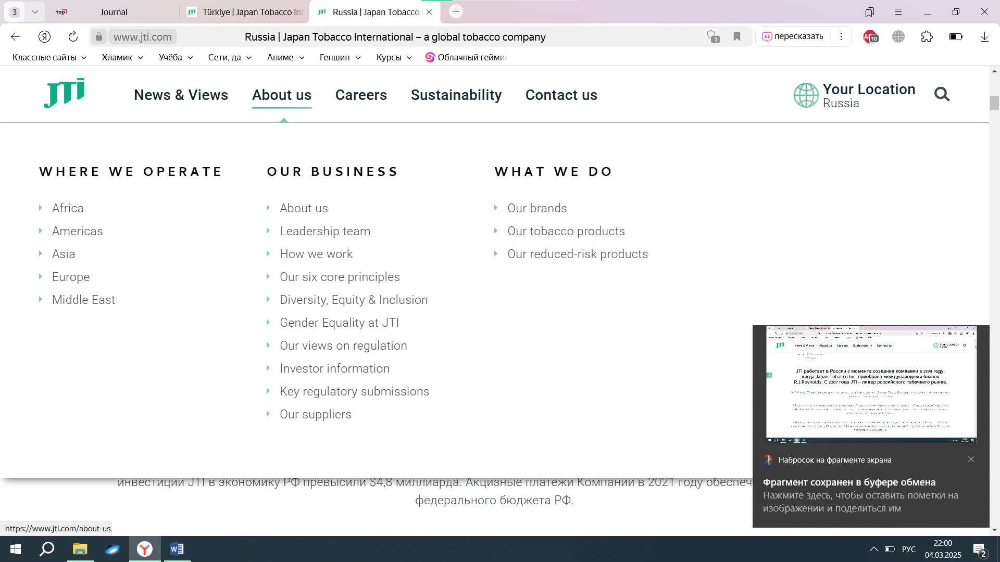 3
top1
Journal
Türkiye | Japan Tobacco Int
Russia | Japan Tobacco
www.jti.com
Russia | Japan Tobacco International – a global tobacco company
1
пересказать
10
Классные сайты
Хламик
Учёба
Сети, да
Аниме
Геншин
Курсы
Облачный геймин
JTi
News & Views
About us
Careers
Sustainability
Contact us
Your Location
Russia
WHERE WE OPERATE
Africa
Americas
Asia
Europe
Middle East
OUR BUSINESS
About us
Leadership team
How we work
Our six core principles
Diversity, Equity & Inclusion
Gender Equality at JTI
Our views on regulation
Investor information
Key regulatory submissions
Our suppliers
WHAT WE DO
Our brands
Our tobacco products
Our reduced-risk products
JTI
News & Views
About us
Careers
Sustainability
Contact us
Your Location
Russia
JTI работает в России с момента создания компании в 1999 году,
когда Japan Tobacco Inc. приобрела международный бизнес
R.J.Reynolds. С 2007 года JTI – лидер российского табачного рынка.
Набросок на фрагменте экрана
Фрагмент сохранен в буфере обмена
Нажмите здесь, чтобы оставить пометки на
изображении и поделиться им
инвестиции JTI в экономику РФ превысили $4,8 миллиарда. Акцизные платежи Компании в 2021 году обеспеч
федерального бюджета РФ.
https://www.jti.com/about-us
РУС
22:00
04.03.2025
2